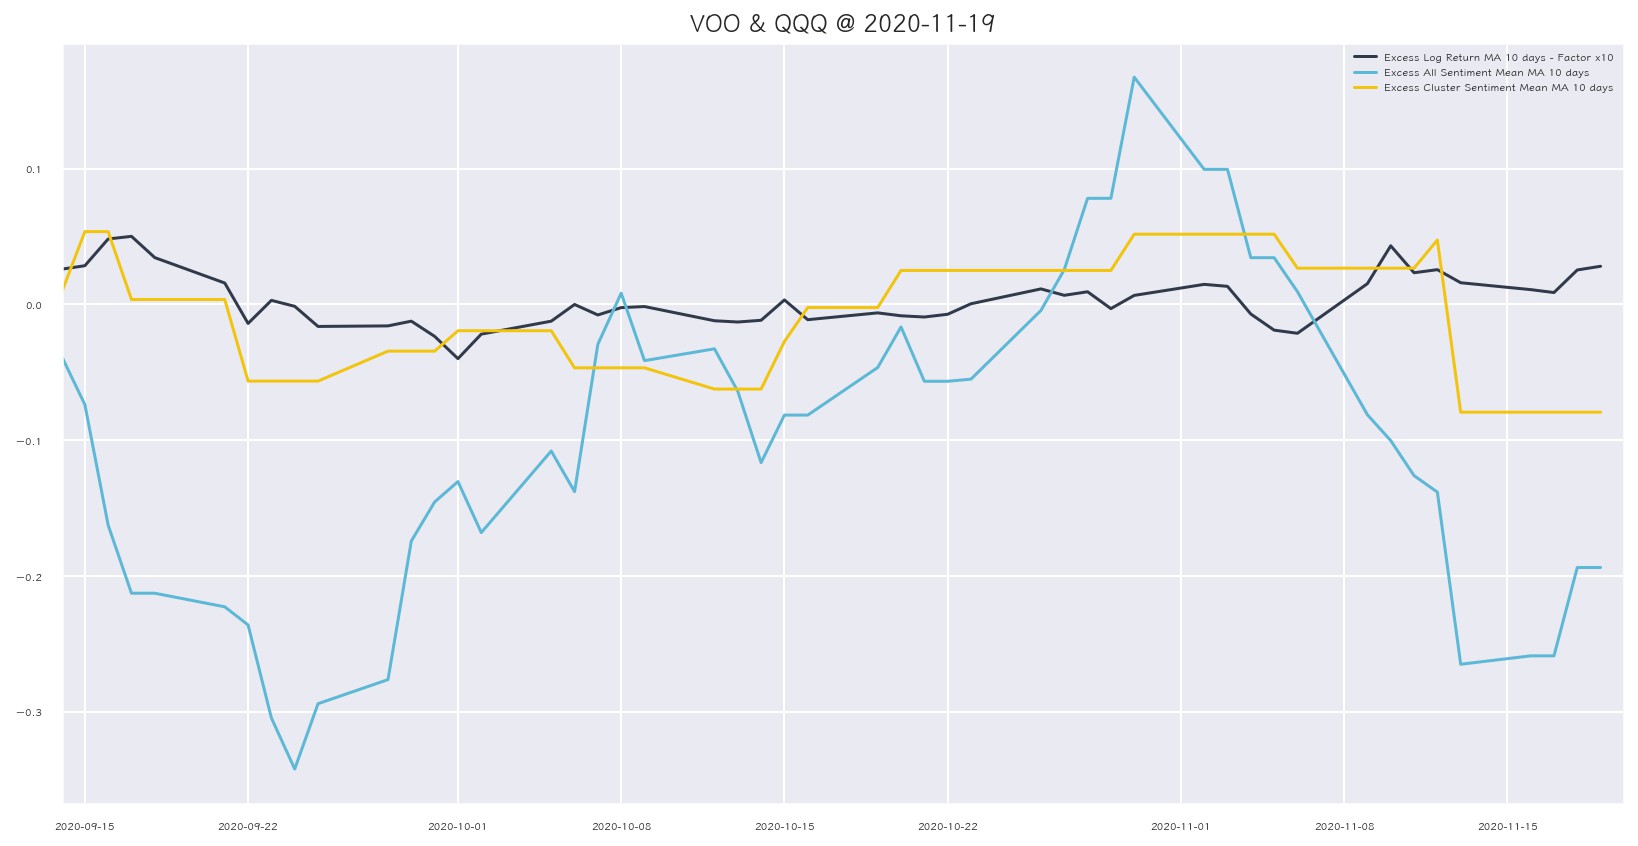 VOO & QQQ @ 2020-11-19
Excess Log Return MA 10 days - Factor x10
Excess All Sentiment Mean MA 10 days
Excess Cluster Sentiment Mean MA 10 days
0.1
0.0
−0.1
−0.2
−0.3
2020-09-15 2020-09-22 2020-10-01 2020-10-08 2020-10-15 2020-10-22 2020-11-01 2020-11-08 2020-11-15